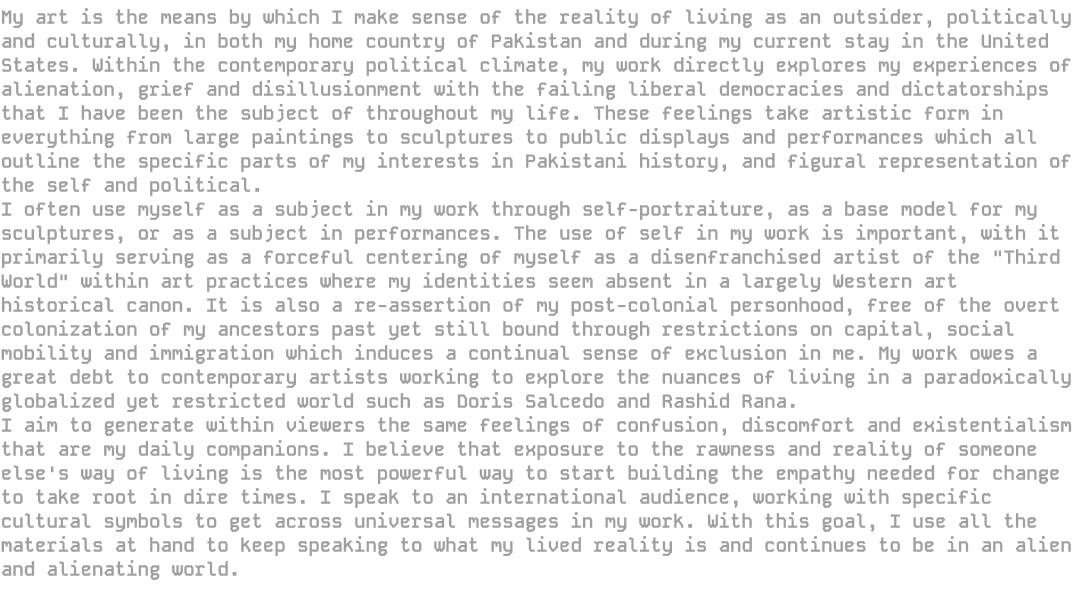 My art is the means by which I make sense of the reality of living as an outsider, politically
and culturally, in both my home country of Pakistan and during my current stay in the United
States. Within the contemporary political climate, my work directly explores my experiences of
alienation, grief and disillusionment with the failing liberal democracies and dictatorships
that I have been the subject of throughout my life. These feelings take artistic form in
everything from large paintings to sculptures to public displays and performances which all
outline the specific parts of my interests in Pakistani history, and figural representation of
the self and political.
I often use myself as a subject in my work through self-portraiture, as a base model for my
sculptures, or as a subject in performances. The use of self in my work is important, with it
primarily serving as a forceful centering of myself as a disenfranchised artist of the "Third
World" within art practices where my identities seem absent in a largely Western art
historical canon. It is also a re-assertion of my post-colonial personhood, free of the overt
colonization of my ancestors past yet still bound through restrictions on capital, social
mobility and immigration which induces a continual sense of exclusion in me. My work owes a
great debt to contemporary artists working to explore the nuances of living in a paradoxically
globalized yet restricted world such as Doris Salcedo and Rashid Rana.
I aim to generate within viewers the same feelings of confusion, discomfort and existentialism
that are my daily companions. I believe that exposure to the rawness and reality of someone
else's way of living is the most powerful way to start building the empathy needed for change
to take root in dire times. I speak to an international audience, working with specific
cultural symbols to get across universal messages in my work. With this goal, I use all the
materials at hand to keep speaking to what my lived reality is and continues to be in an alien
and alienating world.